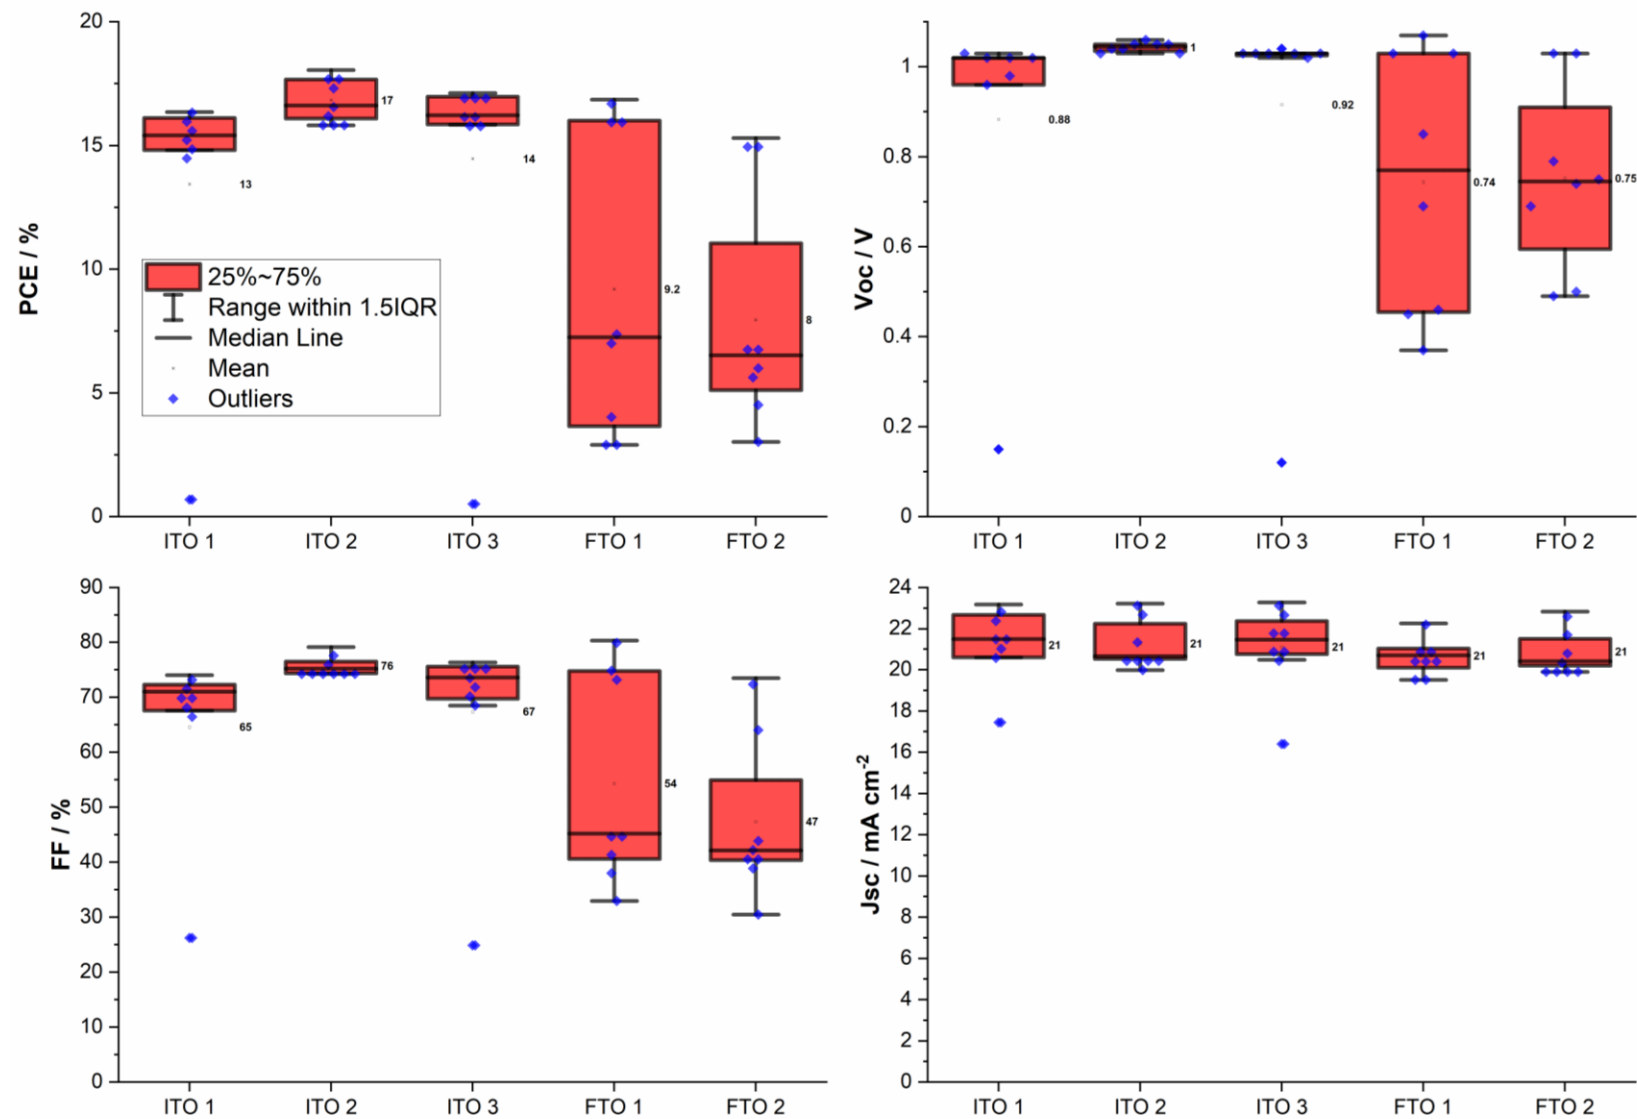 20
15
10
5
0
PCE / %
13
17
14
9.2
8
25%~75%
Range within 1.5IQR
Median Line
Mean
Outliers
ITO 1
ITO 2
ITO 3
FTO 1
FTO 2
1
0.8
0.6
0.4
0.2
0
Voc / V
0.88
1
0.92
0.74
0.75
ITO 1
ITO 2
ITO 3
FTO 1
FTO 2
90
80
70
60
50
40
30
20
10
0
FF / %
65
76
67
54
47
ITO 1
ITO 2
ITO 3
FTO 1
FTO 2
24
22
20
18
16
14
12
10
8
6
4
2
0
Jsc / mA cm-2
21
21
21
21
21
ITO 1
ITO 2
ITO 3
FTO 1
FTO 2